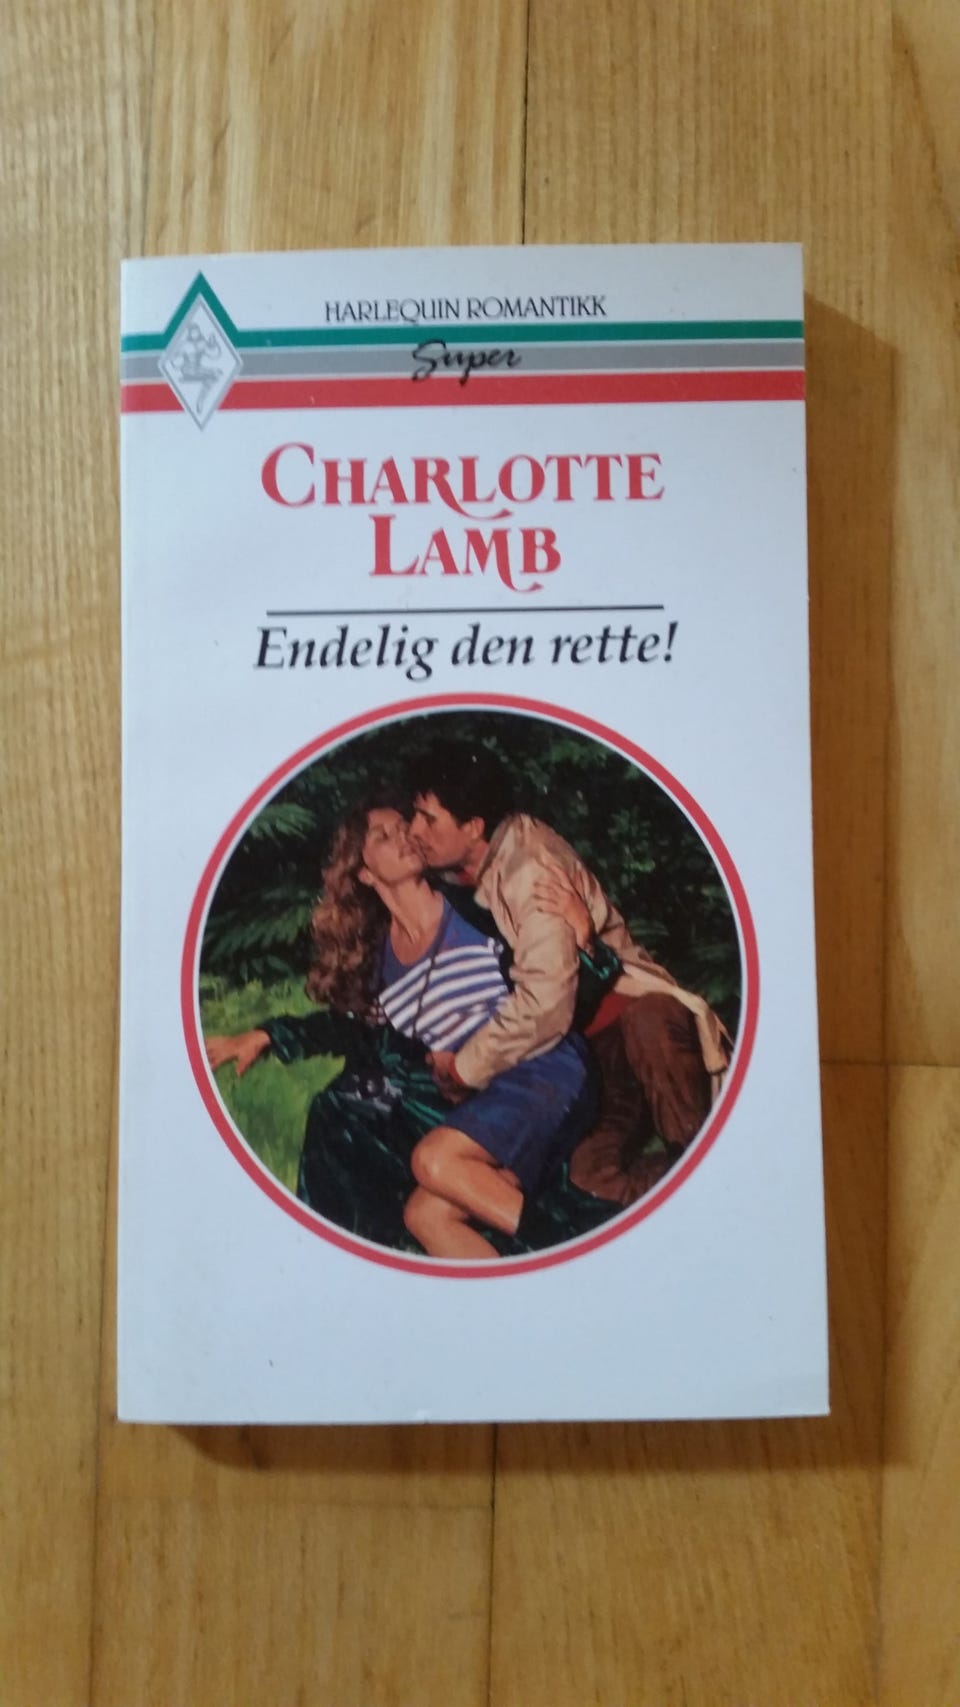 HARLEQUIN ROMANTIKK
Super
CHARLOTTE
LAMB
Endelig den rette!